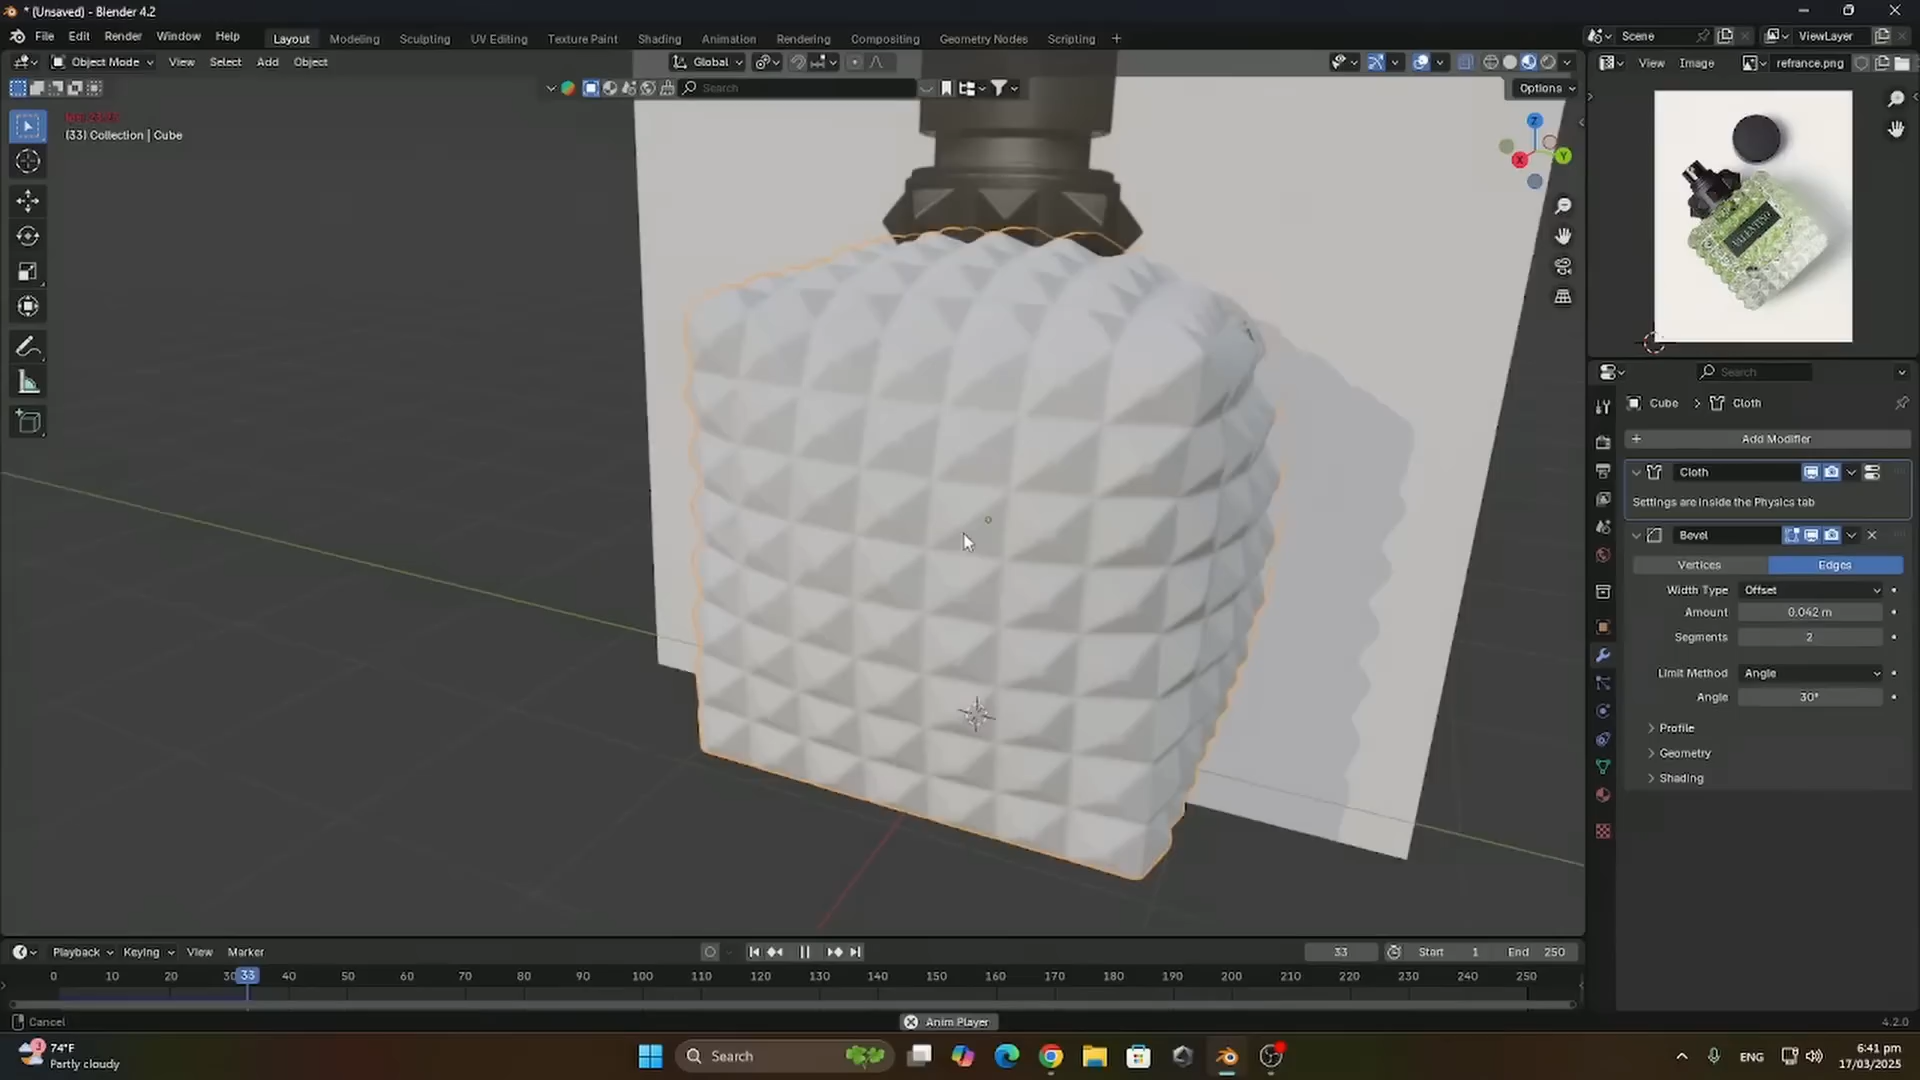 * (Unsaved) - Blender 4.2
File Edit Render Window Help
Layout Modeling Sculpting UV Editing Texture Paint Shading Animation Rendering Compositing Geometry Nodes Scripting +
Scene
ViewLayer
Object Mode View Select Add Object
Global
View Image
refrance.png
Search
Options
(33) Collection | Cube
Z
X
Y
VALENTINO
Search
Cube > Cloth
Add Modifier
Cloth
Settings are inside the Physics tab
Bevel
Vertices Edges
Width Type Offset
Amount 0.042 m
Segments 2
Limit Method Angle
Angle 30°
Profile
Geometry
Shading
Playback Keying View Marker
33
Start 1 End 250
0 10 20 30 33 40 50 60 70 80 90 100 110 120 130 140 150 160 170 180 190 200 210 220 230 240 250
Cancel
Anim Player
4.2.0
3
74°F
Partly cloudy
Search
ENG
6:41 pm
17/03/2025